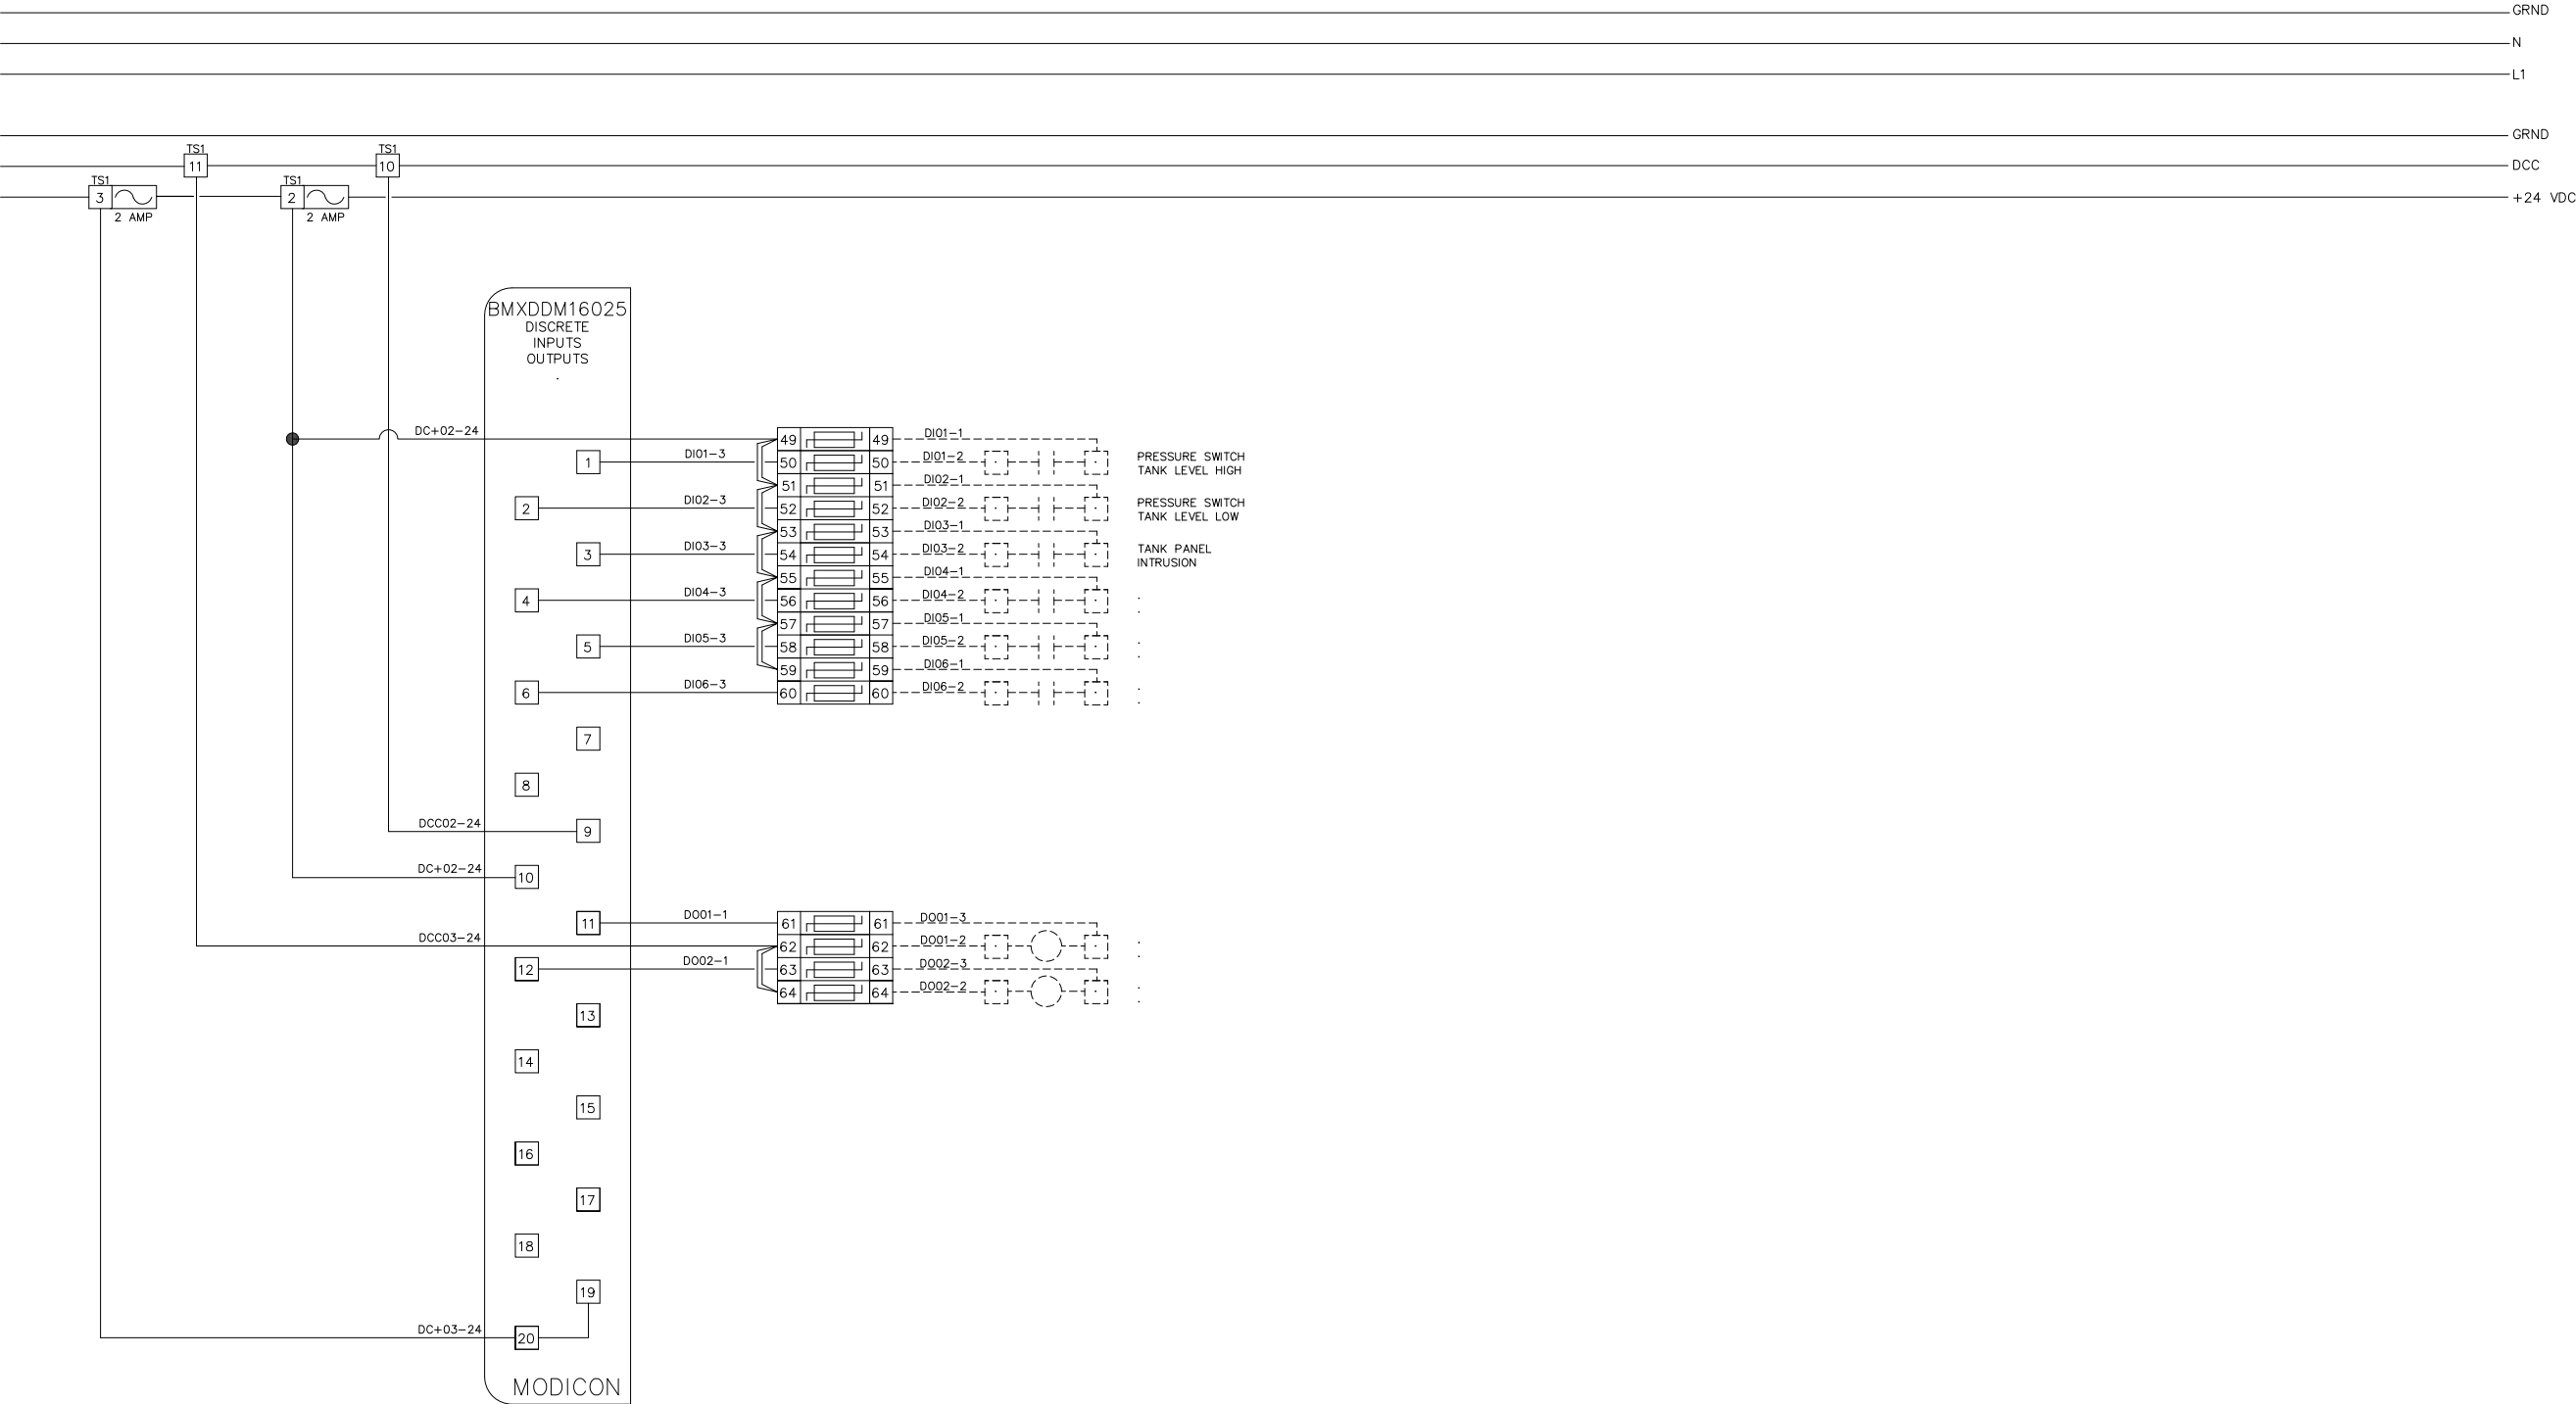 GRND
N
L1
GRND
TS1 TS1
11 10 DCC
TS1 TS1
3 2 +24 VDC
2 AMP 2 AMP
BMXDDM16025
DISCRETE
INPUTS
OUTPUTS
.
DC+02-24 DI01-1
49 49
DI01-3 DI01-2 PRESSURE SWITCH
1 50 50 TANK LEVEL HIGH
DI02-1
51 51
DI02-3 DI02-2 PRESSURE SWITCH
2 52 52 TANK LEVEL LOW
DI03-1
53 53
DI03-3 DI03-2 TANK PANEL
3 54 54 INTRUSION
DI04-1
55 55
DI04-3 DI04-2
4 56 56
DI05-1
57 57
DI05-3 DI05-2
5 58 58
DI06-1
59 59
DI06-3 DI06-2
6 60 60
7
8
DCC02-24
9
DC+02-24
10
DO01-1 DO01-3
11 61 61
DCC03-24 DO01-2
62 62
DO02-1 DO02-3
12 63 63
DO02-2
64 64
13
14
15
16
17
18
19
DC+03-24
20
MODICON